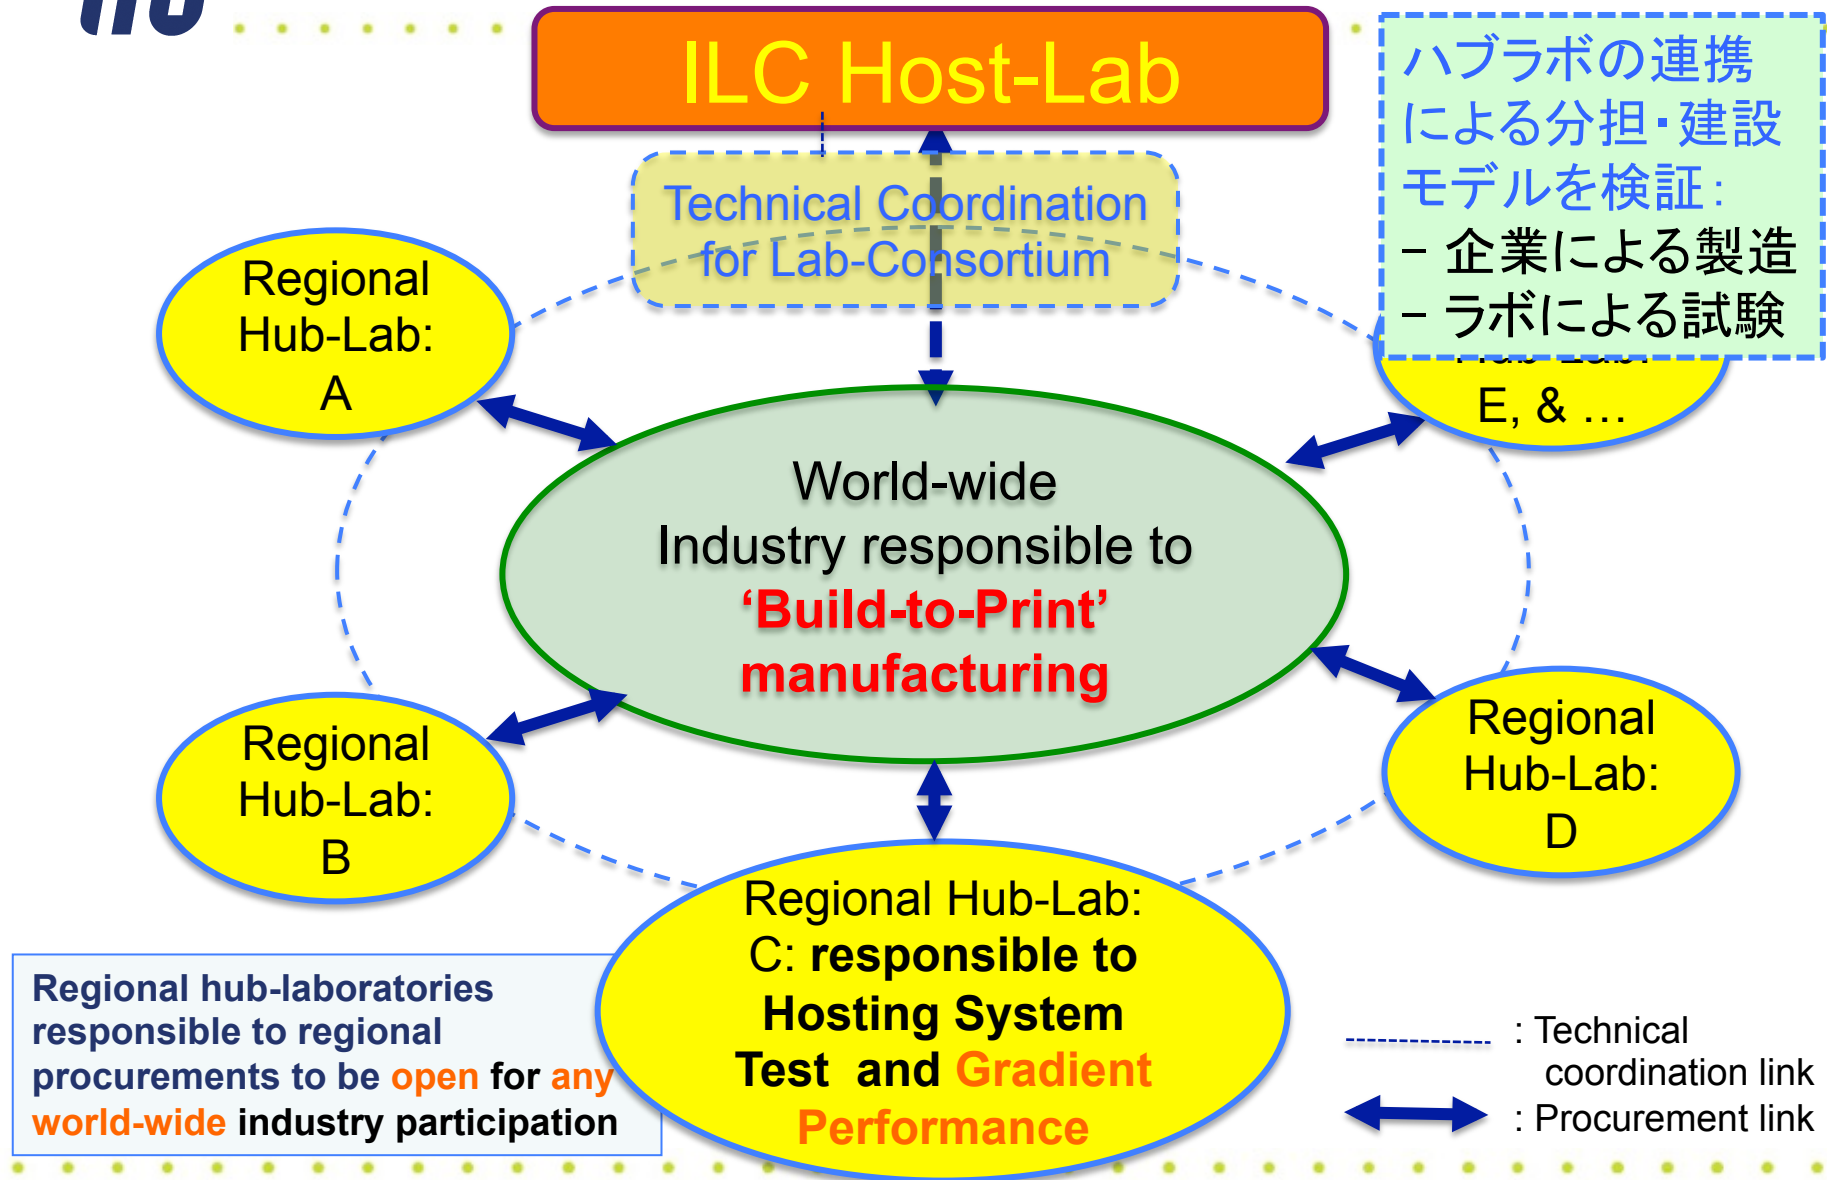 ILC Host-Lab
ハブラボの連携
による分担・建設
モデルを検証：
– 企業による製造
– ラボによる試験
Technical Coordination
for Lab-Consortium
Regional
Hub-Lab:
A
Hub-Lab:
E, & …
World-wide
Industry responsible to
‘Build-to-Print’
manufacturing
Regional
Hub-Lab:
B
Regional
Hub-Lab:
D
Regional Hub-Lab:
C: responsible to
Hosting System
Test and Gradient
Performance
Regional hub-laboratories
responsible to regional
procurements to be open for any
world-wide industry participation
: Technical
coordination link
: Procurement link